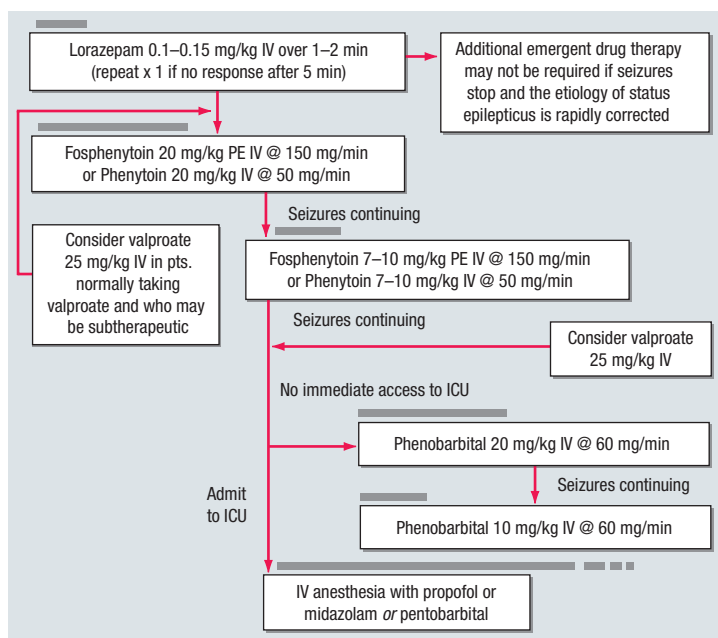 Lorazepam 0.1–0.15 mg/kg IV over 1–2 min
(repeat x 1 if no response after 5 min)
Additional emergent drug therapy
may not be required if seizures
stop and the etiology of status
epilepticus is rapidly corrected
Fosphenytoin 20 mg/kg PE IV @ 150 mg/min
or Phenytoin 20 mg/kg IV @ 50 mg/min
Seizures continuing
Consider valproate
25 mg/kg IV in pts.
normally taking
valproate and who may
be subtherapeutic
Fosphenytoin 7–10 mg/kg PE IV @ 150 mg/min
or Phenytoin 7–10 mg/kg IV @ 50 mg/min
Seizures continuing
Consider valproate
25 mg/kg IV
No immediate access to ICU
Phenobarbital 20 mg/kg IV @ 60 mg/min
Seizures continuing
Admit
to ICU
Phenobarbital 10 mg/kg IV @ 60 mg/min
IV anesthesia with propofol or
midazolam or pentobarbital